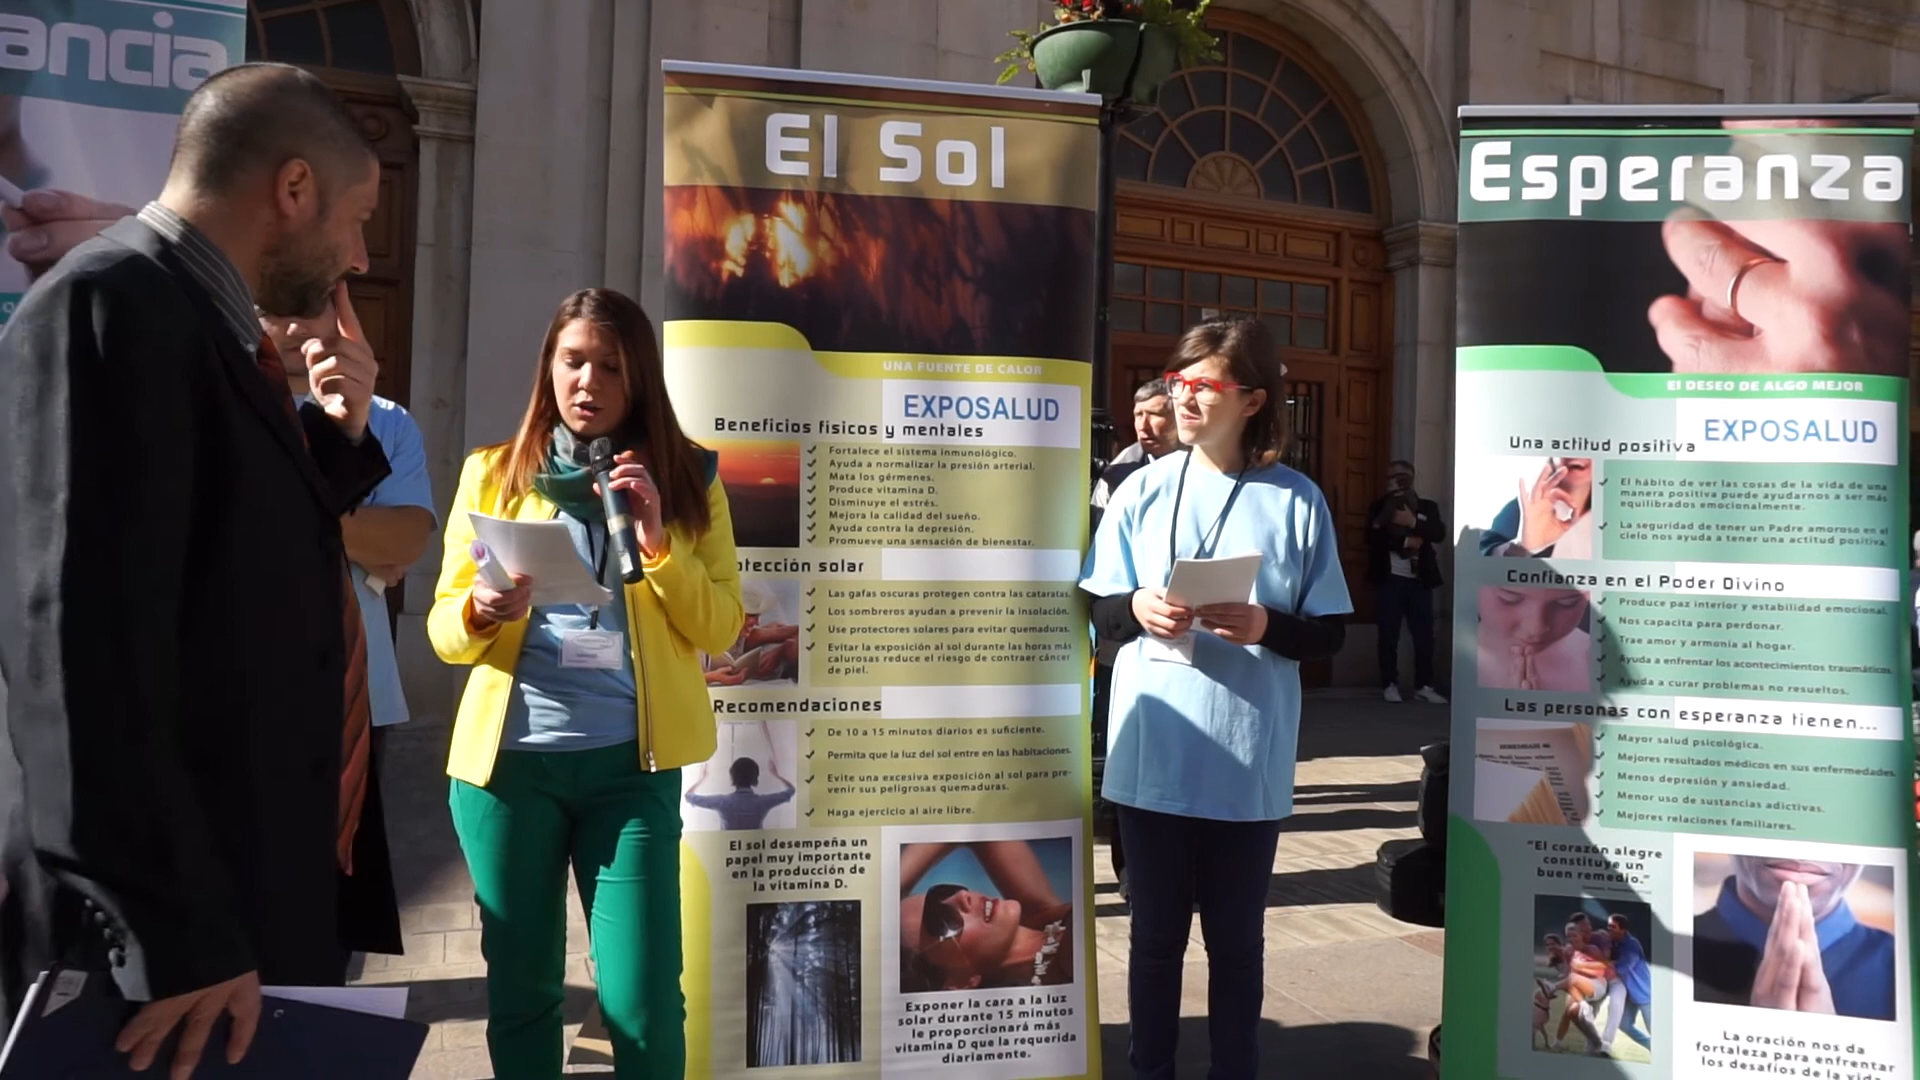 ancia
El Sol
UNA FUENTE DE CALOR
EXPOSALUD
Beneficios físicos y mentales
Fortalece el sistema inmunológico.
Ayuda a normalizar la presión arterial.
Mata los gérmenes.
Produce vitamina D.
Disminuye el estrés.
Mejora la calidad del sueño.
Ayuda contra la depresión.
Promueve una sensación de bienestar.
otección solar
Las gafas oscuras protegen contra las cataratas.
Los sombreros ayudan a prevenir la insolación.
Use protectores solares para evitar quemaduras.
Evitar la exposición al sol durante las horas más
calurosas reduce el riesgo de contraer cáncer
de piel.
Recomendaciones
De 10 a 15 minutos diarios es suficiente.
Permita que la luz del sol entre en las habitaciones.
Evite una excesiva exposición al sol para pre-
venir sus peligrosas quemaduras.
Haga ejercicio al aire libre.
El sol desempeña un
papel muy importante
en la producción de
la vitamina D.
Exponer la cara a la luz
solar durante 15 minutos
le proporcionará más
vitamina D que la requerida
diariamente.
Esperanza
El DESEO DE ALGO MEJOR
EXPOSALUD
Una actitud positiva
El hábito de ver las cosas de la vida de una
manera positiva puede ayudarnos a ser más
equilibrados emocionalmente.
La seguridad de tener un Padre amoroso en el
cielo nos ayuda a tener una actitud positiva.
Confianza en el Poder Divino
Produce paz interior y estabilidad emocional.
Nos capacita para perdonar.
Trae amor y armonía al hogar.
Ayuda a enfrentar los acontecimientos traumáticos.
Ayuda a curar problemas no resueltos.
Las personas con esperanza tienen...
Mayor salud psicológica.
Mejores resultados médicos en sus enfermedades.
Menos depresión y ansiedad.
Menor uso de sustancias adictivas.
Mejores relaciones familiares.
"El corazón alegre
constituye un
buen remedio."
La oración nos da
fortaleza para enfrentar
los desafíos de la vida